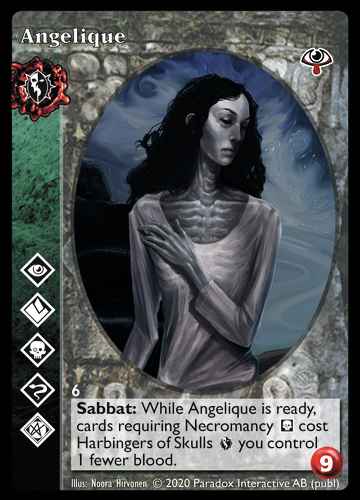 Angelique
6
Sabbat: While Angelique is ready,
cards requiring Necromancy cost
Harbingers of Skulls you control
1 fewer blood.
9
Illus: Noora Hirvonen © 2020 Paradox Interactive AB (publ)